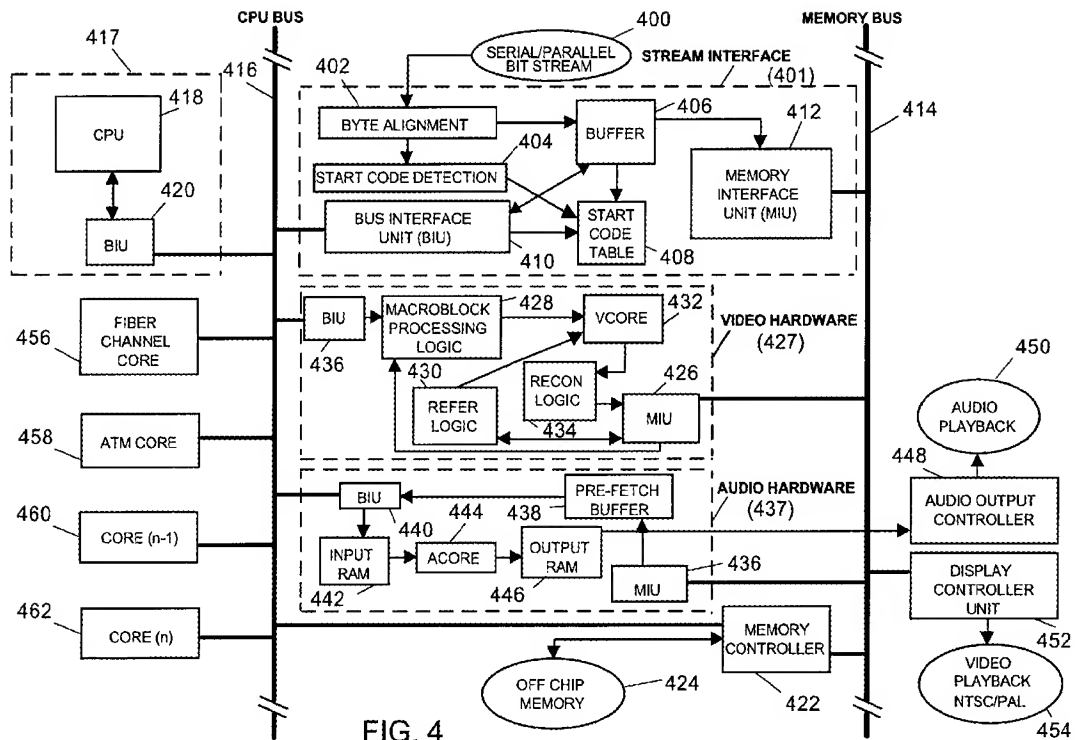 CPU BUS
MEMORY BUS
400
417
416
SERIAL/PARALLEL
BIT STREAM
STREAM INTERFACE
(401)
418
CPU
402
BYTE ALIGNMENT
406
BUFFER
412
414
404
START CODE DETECTION
MEMORY
INTERFACE
UNIT (MIU)
420
BIU
BUS INTERFACE
UNIT (BIU)
410
START
CODE
TABLE
408
456
FIBER
CHANNEL
CORE
BIU
436
MACROBLOCK
PROCESSING
LOGIC
428
VCORE
432
VIDEO HARDWARE
(427)
430
REFER
LOGIC
RECON
LOGIC
434
426
MIU
450
AUDIO
PLAYBACK
458
ATM CORE
448
AUDIO OUTPUT
CONTROLLER
BIU
440
438
PRE-FETCH
BUFFER
AUDIO HARDWARE
(437)
460
CORE (n-1)
INPUT
RAM
442
444
ACORE
OUTPUT
RAM
446
436
MIU
DISPLAY
CONTROLLER
UNIT
452
462
CORE (n)
MEMORY
CONTROLLER
422
OFF CHIP
MEMORY
424
VIDEO
PLAYBACK
NTSC/PAL
454
FIG. 4